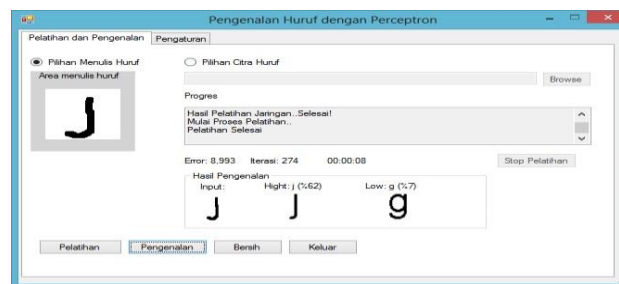 Pengenalan Huruf dengan Perceptron
Pelatihan dan Pengenalan Pengaturan
Pilihan Menulis Huruf Pilihan Citra Huruf
Area menulis huruf
Browse
J
Progres
Hasil Pelatihan Jaringan..Selesai!
Mulai Proses Pelatihan..
Pelatihan Selesai
Error: 8,993 Iterasi: 274 00:00:08 Stop Pelatihan
Hasil Pengenalan
Input: Hight: j (%62) Low: g (%7)
J J g
Pelatihan Pengenalan Bersih Keluar